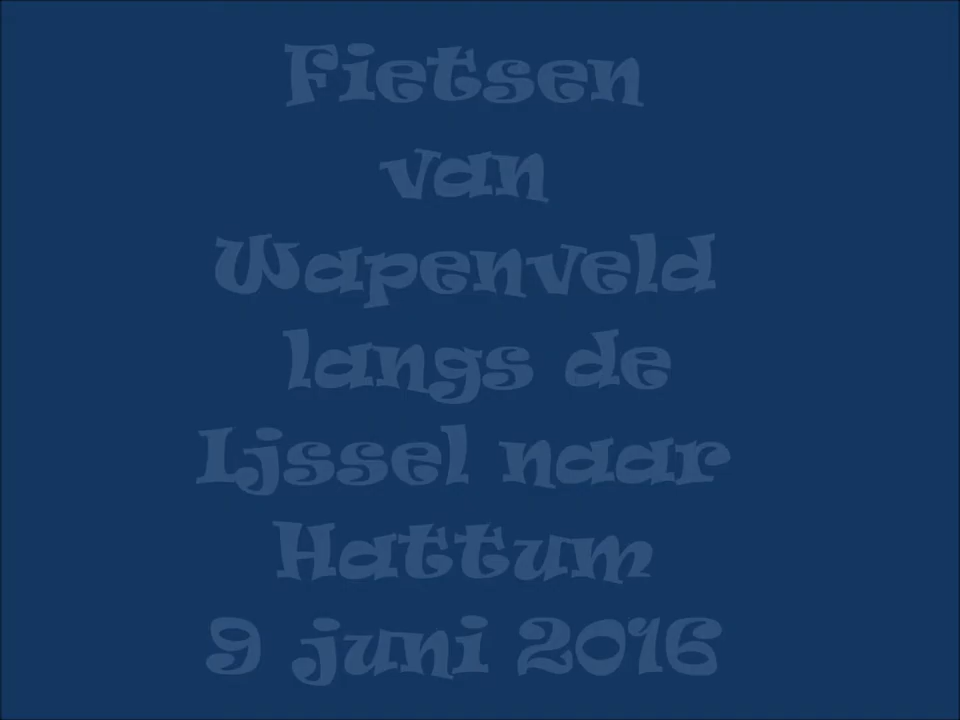 Fietsen
van
Wapenveld
langs de
Ljssel naar
Hattum
9 juni 2016